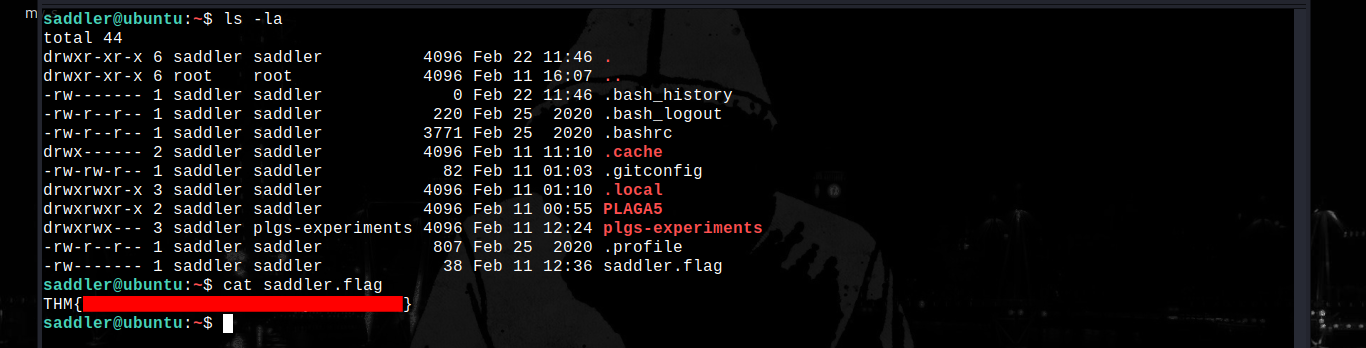 my s
saddler@ubuntu:~$ ls -la
total 44
drwxr-xr-x 6 saddler saddler 4096 Feb 22 11:46 .
drwxr-xr-x 6 root root 4096 Feb 11 16:07 ..
-rw------- 1 saddler saddler 0 Feb 22 11:46 .bash_history
-rw-r--r-- 1 saddler saddler 220 Feb 25 2020 .bash_logout
-rw-r--r-- 1 saddler saddler 3771 Feb 25 2020 .bashrc
drwx------ 2 saddler saddler 4096 Feb 11 11:10 .cache
-rw-rw-r-- 1 saddler saddler 82 Feb 11 01:03 .gitconfig
drwxrwxr-x 3 saddler saddler 4096 Feb 11 01:10 .local
drwxrwxr-x 2 saddler saddler 4096 Feb 11 00:55 PLAGA5
drwxrwx--- 3 saddler plgs-experiments 4096 Feb 11 12:24 plgs-experiments
-rw-r--r-- 1 saddler saddler 807 Feb 25 2020 .profile
-rw------- 1 saddler saddler 38 Feb 11 12:36 saddler.flag
saddler@ubuntu:~$ cat saddler.flag
THM{ }
saddler@ubuntu:~$